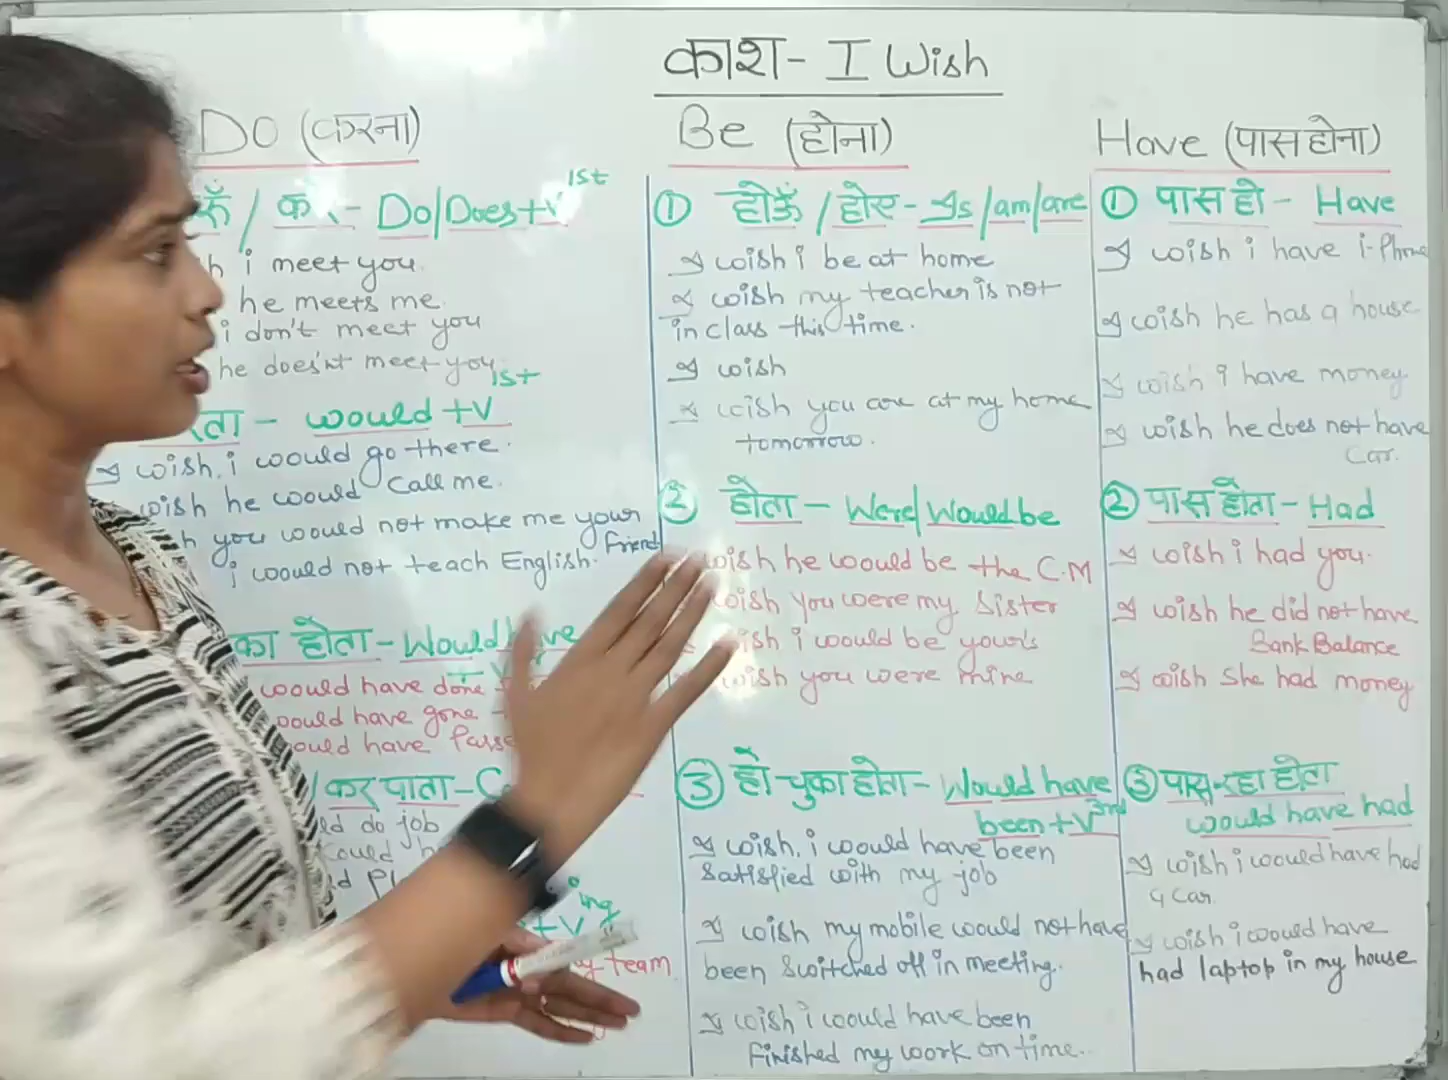 काश - I Wish
Do (करना)
Do/Does+V 1st
i meet you.
he meets me.
i don't meet you
he does'nt meet you
would +V 1st
I wish, i would go there.
wish he would Call me.
you would not make me your
friend
i would not teach English.
का होता - Would have
would have done
would have gone
would have
कर पाता -
do job
ing
+V
team
Be (होना)
① होऊँ / होए - Is/am/are
I wish i be at home
I wish my teacher is not
in class this time.
I wish
I wish you are at my home
tomorrow.
② होता - Were/Would be
wish he would be the C.M
wish you were my Sister
wish i would be yours
wish you were mine
③ हो चुका होता - Would have
been + V 3rd
I wish, i would have been
Satisfied with my job
I wish my mobile would not have
been Switched off in meeting.
I wish i would have been
finished my work on time.
Have (पास होना)
① पास हो - Have
I wish i have i-Phone
I wish he has a house
I wish i have money
I wish he does not have
Car.
② पास होता - Had
I wish i had you.
I wish he did not have
Bank Balance
I wish She had money
③ पास रहा होता
would have had
I wish i would have had
a Car
I wish i would have
had laptop in my house